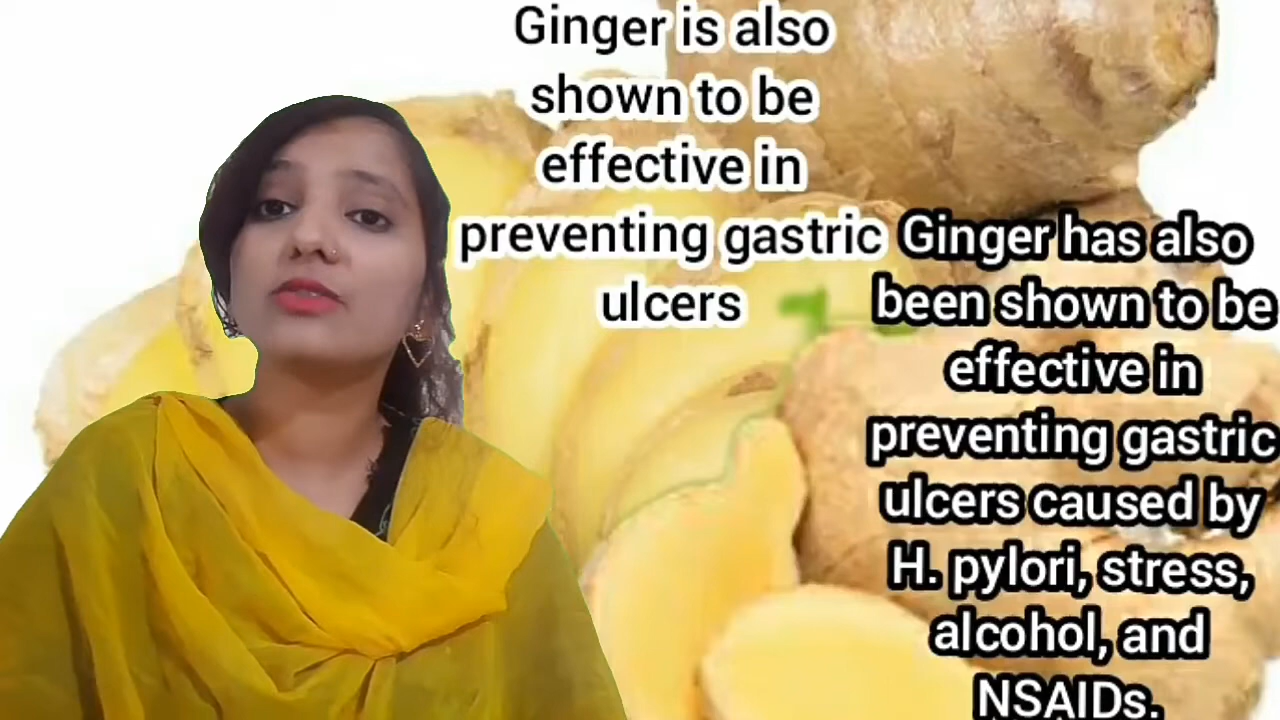 Ginger is also
shown to be
effective in
preventing gastric
ulcers
Ginger has also
been shown to be
effective in
preventing gastric
ulcers caused by
H. pylori, stress,
alcohol, and
NSAIDs.